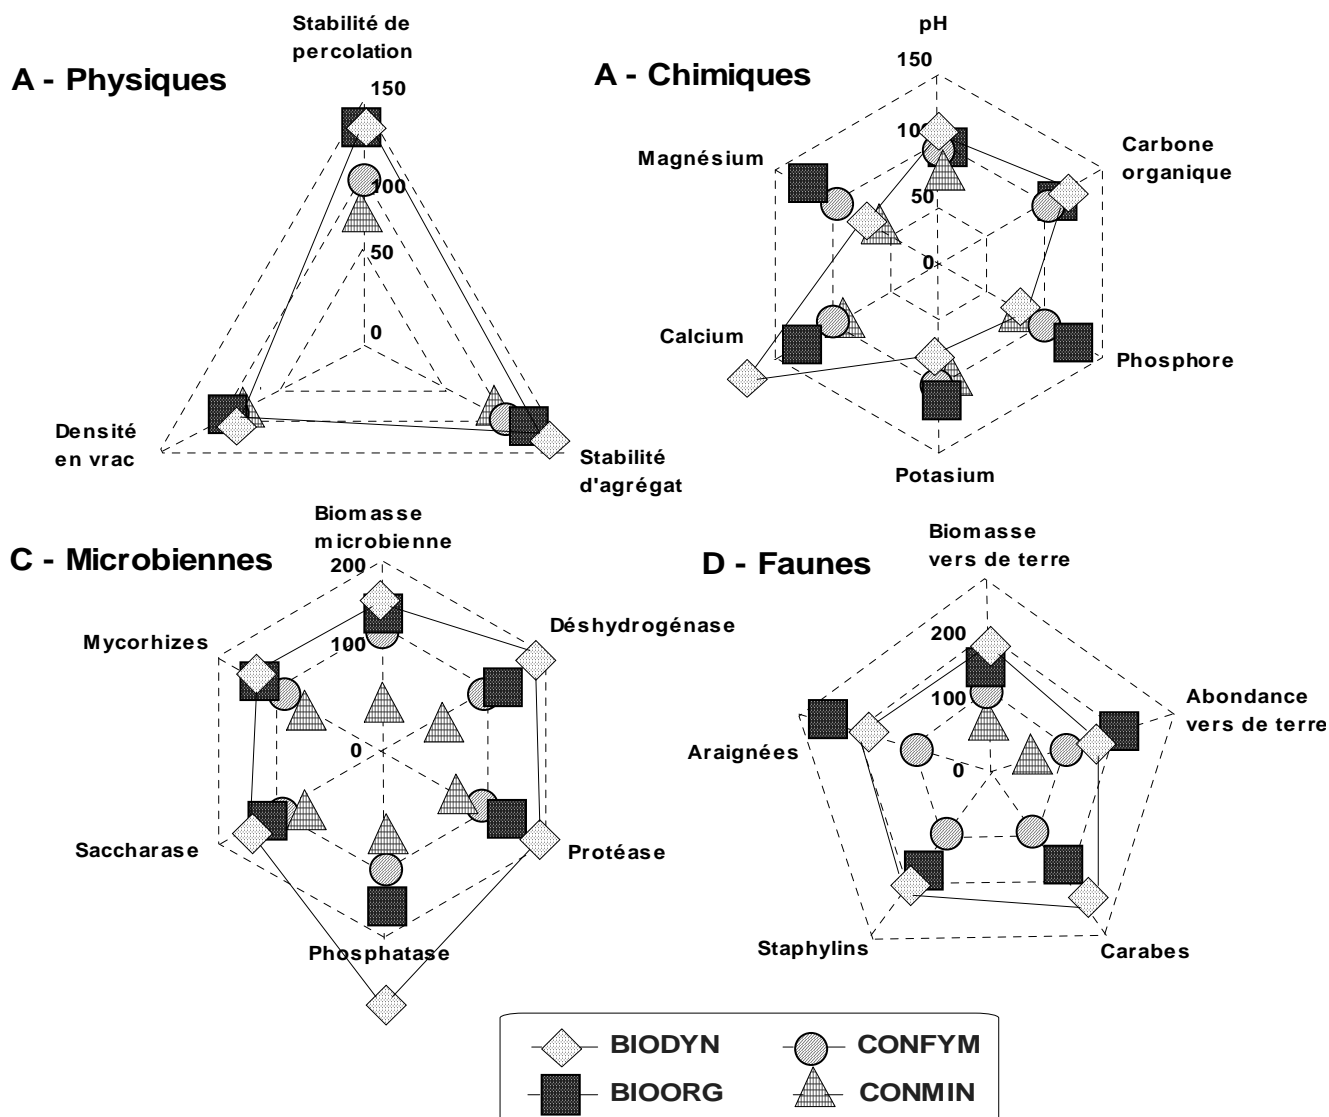 A - Physiques
Stabilité de
percolation
150
100
50
0
Densité
en vrac
Stabilité
d'agrégat
A - Chimiques
pH
150
100
50
0
Magnésium
Carbone
organique
Calcium
Phosphore
Potasium
C - Microbiennes
Biomasse
microbienne
200
100
0
Mycorhizes
Déshydrogénase
Saccharase
Protéase
Phosphatase
D - Faunes
Biomasse
vers de terre
200
100
0
Abondance
vers de terre
Araignées
Staphylins
Carabes
BIODYN
CONFYM
BIOORG
CONMIN